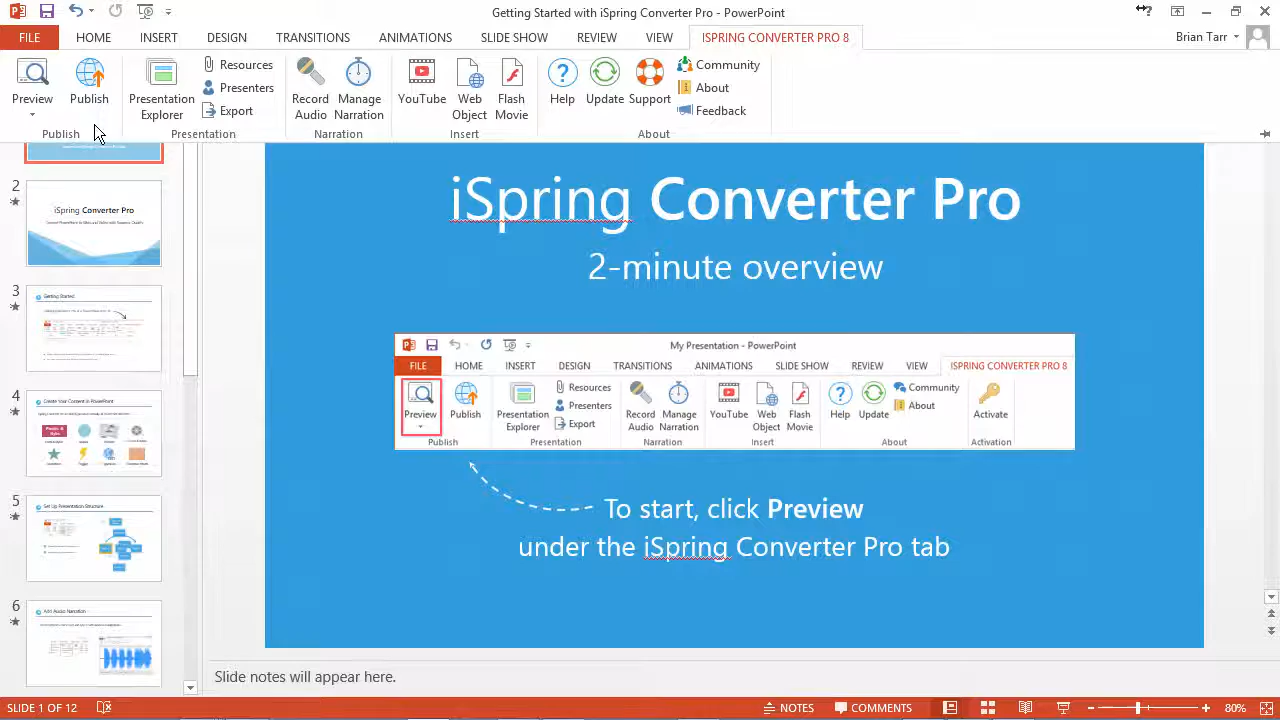 Getting Started with iSpring Converter Pro - PowerPoint
FILE HOME INSERT DESIGN TRANSITIONS ANIMATIONS SLIDE SHOW REVIEW VIEW ISPRING CONVERTER PRO 8 Brian Tarr
Preview
Publish
Publish
Presentation Explorer
Resources
Presenters
Export
Presentation
Record Audio
Manage Narration
Narration
YouTube
Web Object
Flash Movie
Insert
Help
Update
Support
Community
About
Feedback
About
2
iSpring Converter Pro
3
Getting Started
4
Create Your Content in PowerPoint
5
Set Up Presentation Structure
6
Add Audio Narration
iSpring Converter Pro
2-minute overview
My Presentation - PowerPoint
FILE HOME INSERT DESIGN TRANSITIONS ANIMATIONS SLIDE SHOW REVIEW VIEW ISPRING CONVERTER PRO 8
Preview
Publish
Publish
Presentation Explorer
Resources
Presenters
Export
Presentation
Record Audio
Manage Narration
Narration
YouTube
Web Object
Flash Movie
Insert
Help
Update
Community
About
About
Activate
Activation
To start, click Preview
under the iSpring Converter Pro tab
Slide notes will appear here.
SLIDE 1 OF 12 NOTES COMMENTS 80%